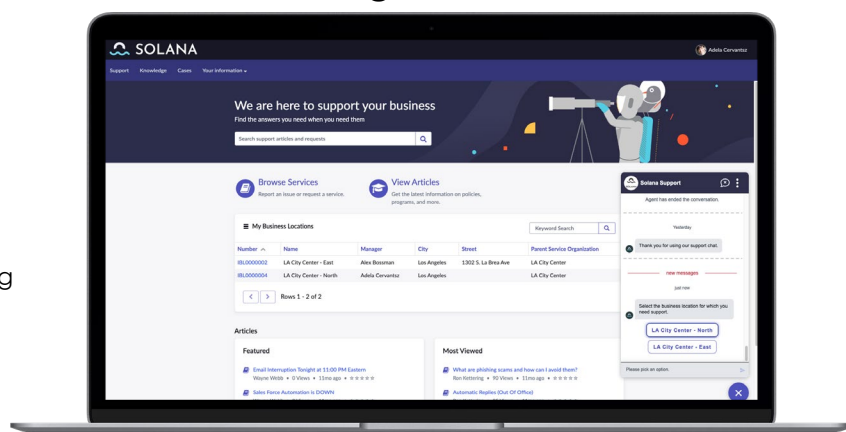 SOLANA
Adela Cervantsz
Support Knowledge Cases Your information
We are here to support your business
Find the answers you need when you need them
Search support articles and requests
Browse Services
Report an issue or request a service.
View Articles
Get the latest information on policies, programs, and more.
My Business Locations
Keyword Search
Number Name Manager City Street Parent Service Organization
IBL0000002 LA City Center - East Alex Bossman Los Angeles 1302 S. La Brea Ave LA City Center
IBL0000004 LA City Center - North Adela Cervantsz Los Angeles LA City Center
< > Rows 1 - 2 of 2
Articles
Featured
Email Interruption Tonight at 11:00 PM Eastern
Wayne Webb • 0 Views • 11mo ago • ☆☆☆☆☆
Sales Force Automation is DOWN
Most Viewed
What are phishing scams and how can I avoid them?
Ron Kettering • 90 Views • 11mo ago • ☆☆☆☆☆
Automatic Replies (Out Of Office)
Solana Support
Agent has ended the conversation.
Yesterday
Thank you for using our support chat.
new messages
just now
Select the business location for which you
need support.
LA City Center - North
LA City Center - East
Please pick an option.
g